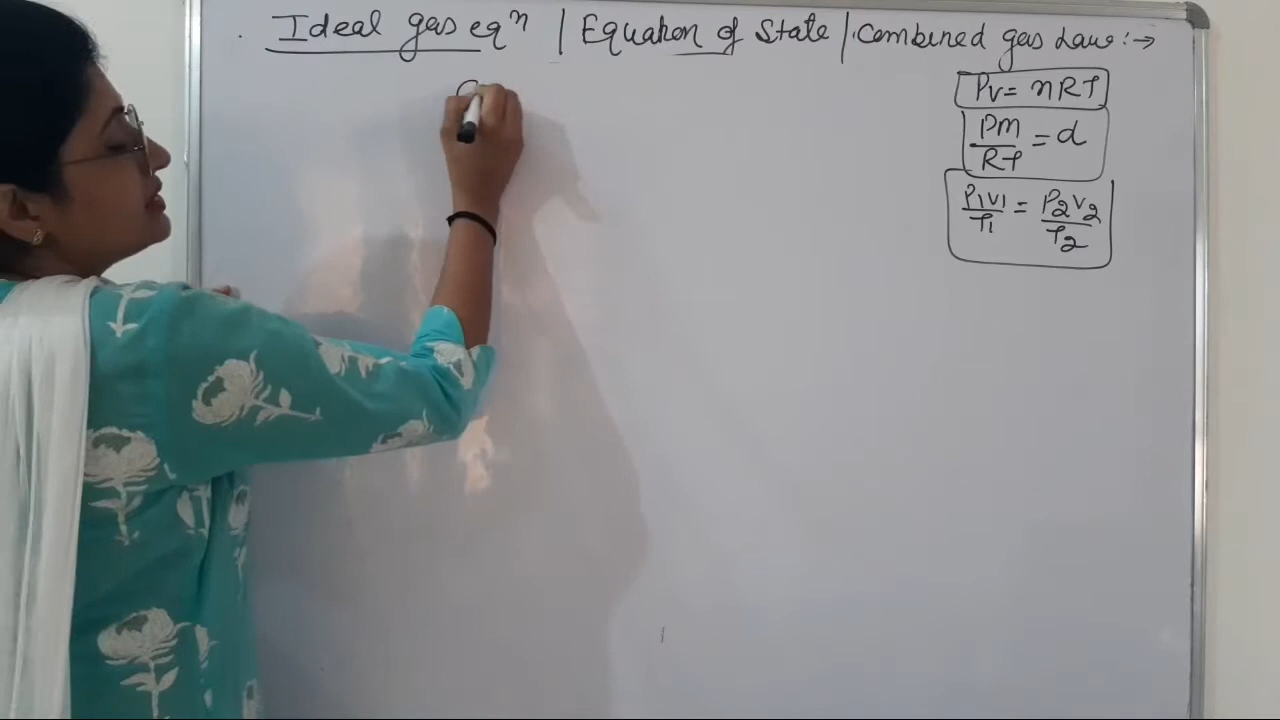 Ideal gas eqⁿ | Equation of State | Combined gas Law :→
PV = nRT
PM/RT = d
P₁V₁/T₁ = P₂V₂/T₂